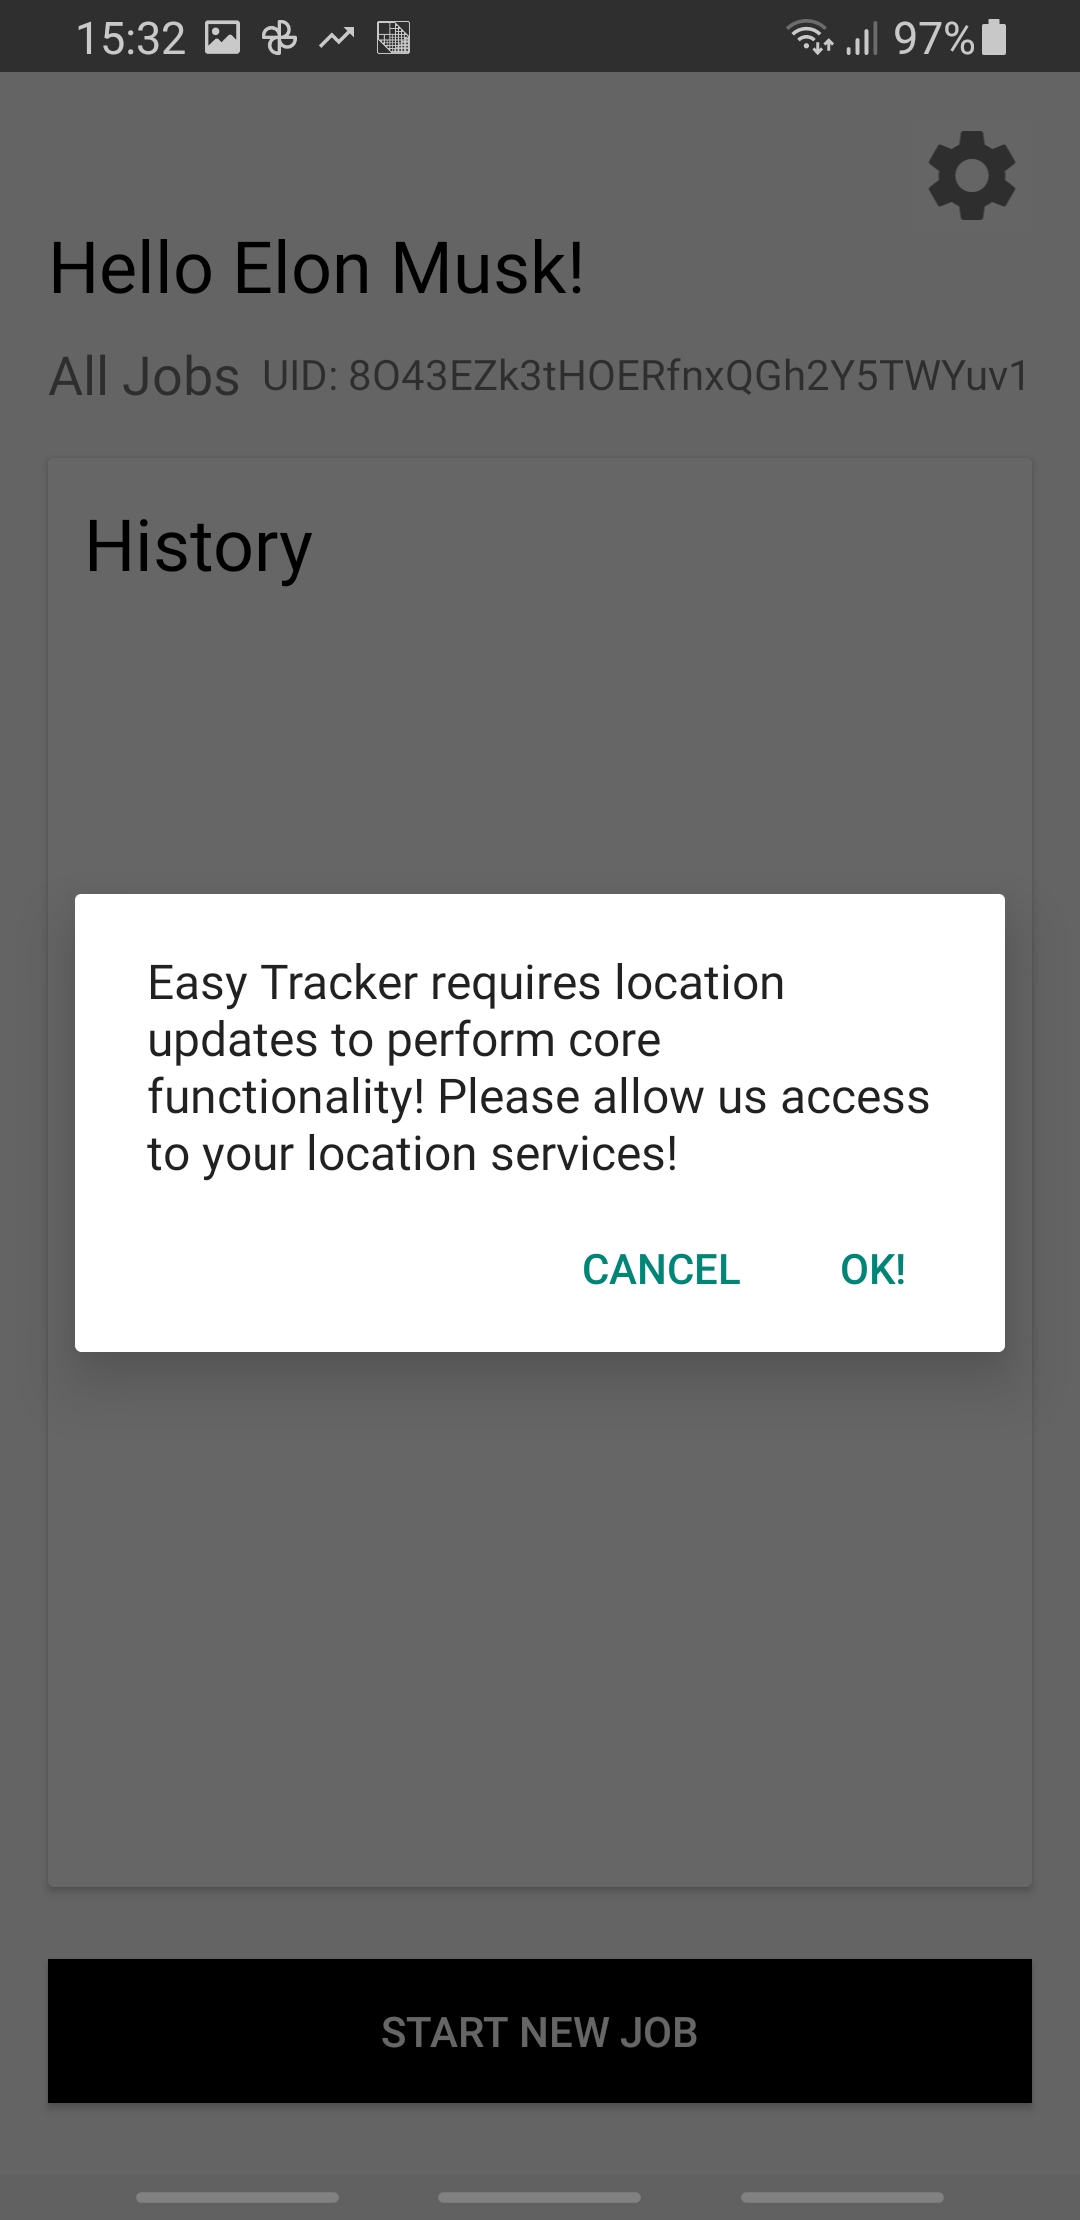 15:32 97%
Hello Elon Musk!
All Jobs UID: 8O43EZk3tHOERfnxQGh2Y5TWYuv1
History
Easy Tracker requires location
updates to perform core
functionality! Please allow us access
to your location services!
CANCEL OK!
START NEW JOB